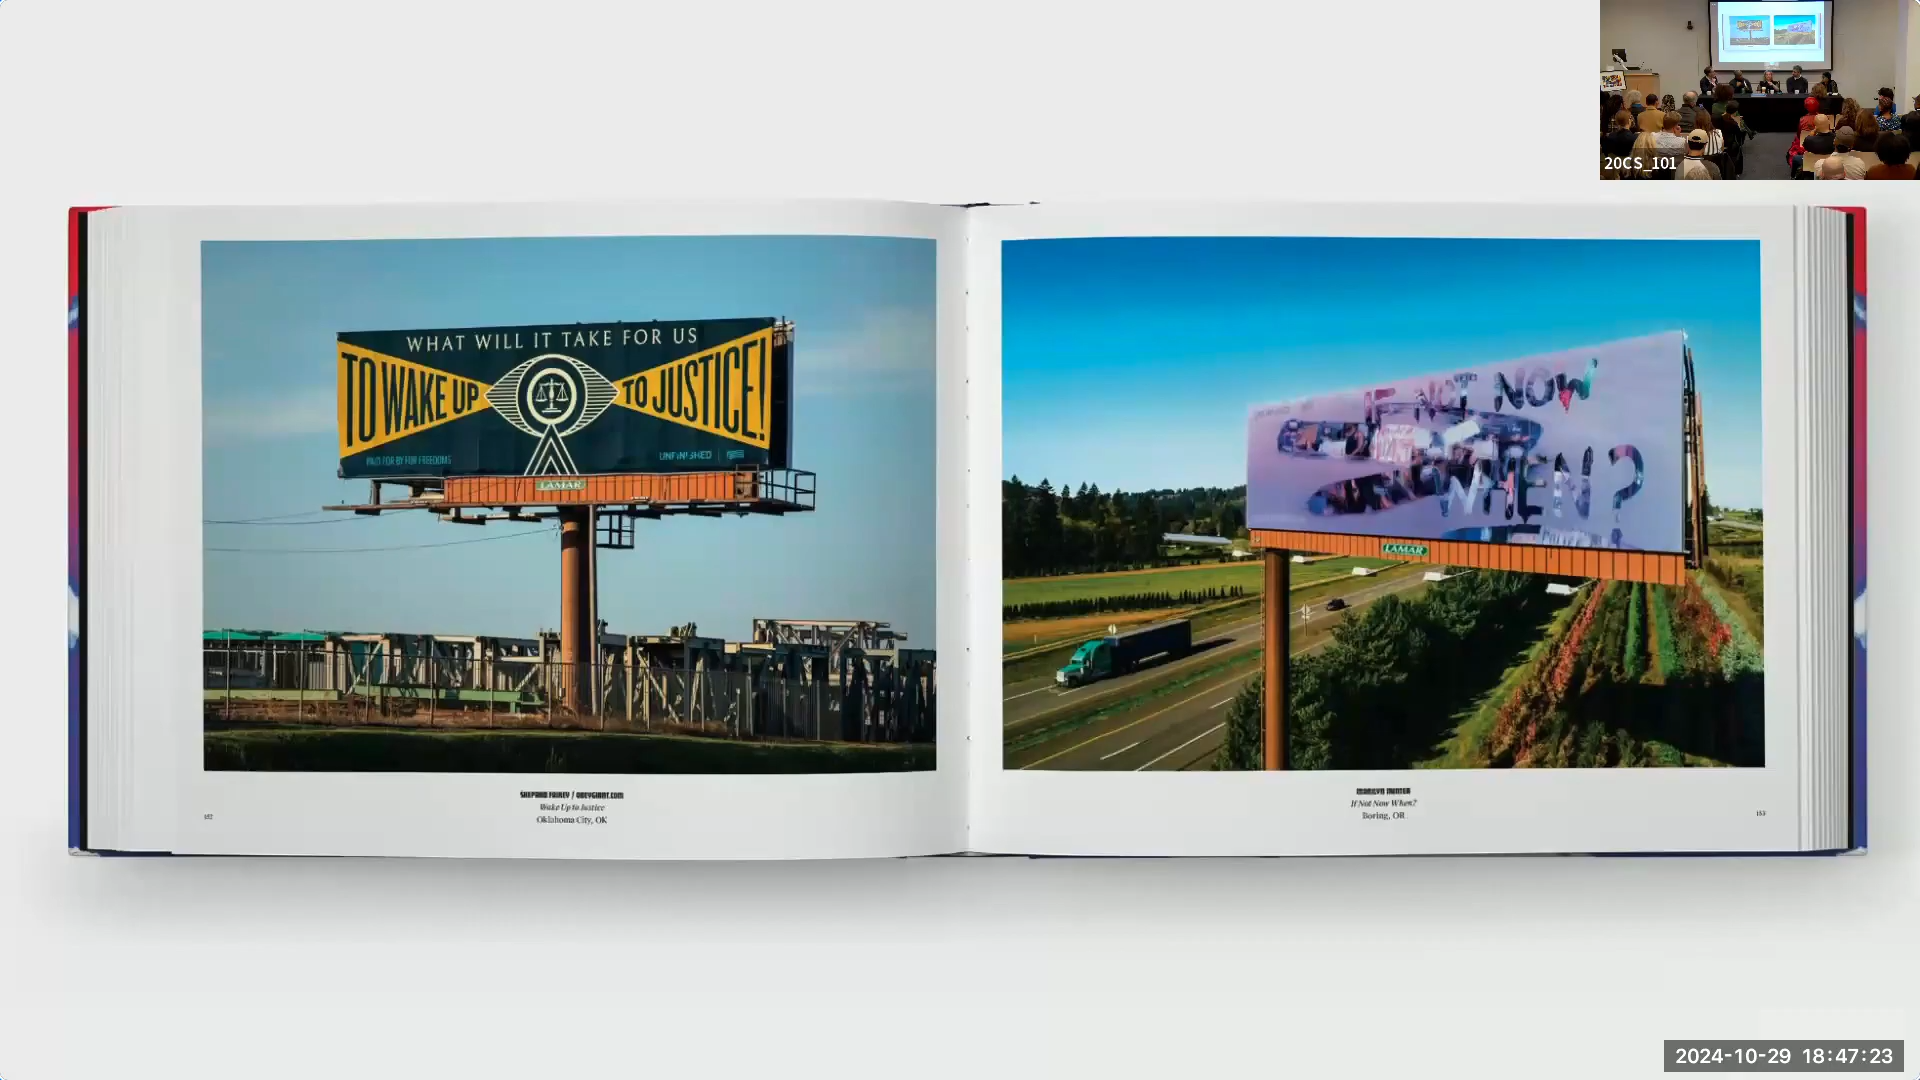 20CS_101
WHAT WILL IT TAKE FOR US
TO WAKE UP TO JUSTICE!
PAID FOR BY FOR FREEDOMS
UNFINISHED
LAMAR
SHEPARD FAIREY / OBEYGIANT.COM
Wake Up to Justice
Oklahoma City, OK
152
IF NOT NOW
WHEN?
LAMAR
MARILYN MINTER
If Not Now When?
Boring, OR
153
2024-10-29 18:47:23